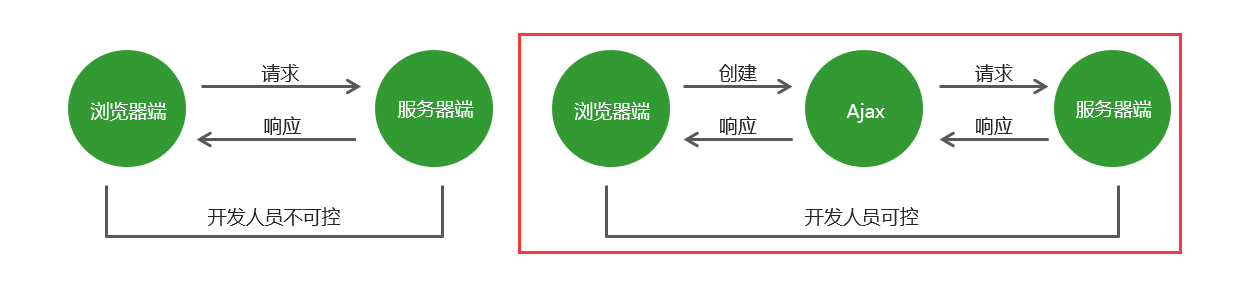 浏览器端
请求
响应
服务器端
开发人员不可控
浏览器端
创建
响应
Ajax
请求
响应
服务器端
开发人员可控